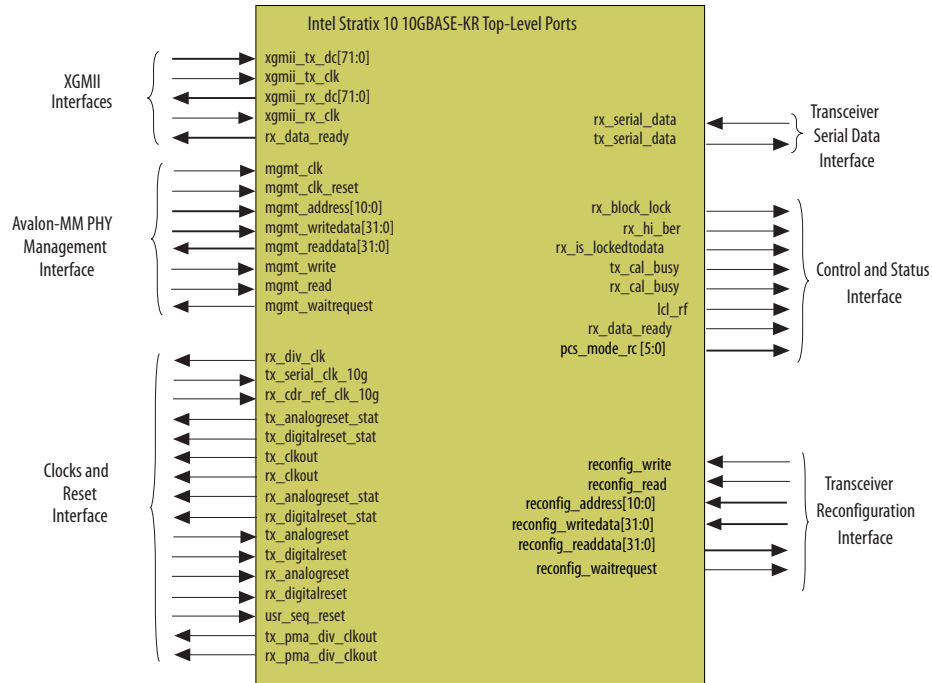 Intel Stratix 10 10GBASE-KR Top-Level Ports
XGMII
Interfaces
xgmii_tx_dc[71:0]
xgmii_tx_clk
xgmii_rx_dc[71:0]
xgmii_rx_clk
rx_data_ready
Avalon-MM PHY
Management
Interface
mgmt_clk
mgmt_clk_reset
mgmt_address[10:0]
mgmt_writedata[31:0]
mgmt_readdata[31:0]
mgmt_write
mgmt_read
mgmt_waitrequest
Clocks and
Reset
Interface
rx_div_clk
tx_serial_clk_10g
rx_cdr_ref_clk_10g
tx_analogreset_stat
tx_digitalreset_stat
tx_clkout
rx_clkout
rx_analogreset_stat
rx_digitalreset_stat
tx_analogreset
tx_digitalreset
rx_analogreset
rx_digitalreset
usr_seq_reset
tx_pma_div_clkout
rx_pma_div_clkout
rx_serial_data
tx_serial_data
Transceiver
Serial Data
Interface
rx_block_lock
rx_hi_ber
rx_is_lockedtodata
tx_cal_busy
rx_cal_busy
lcl_rf
rx_data_ready
pcs_mode_rc [5:0]
Control and Status
Interface
reconfig_write
reconfig_read
reconfig_address[10:0]
reconfig_writedata[31:0]
reconfig_readdata[31:0]
reconfig_waitrequest
Transceiver
Reconfiguration
Interface